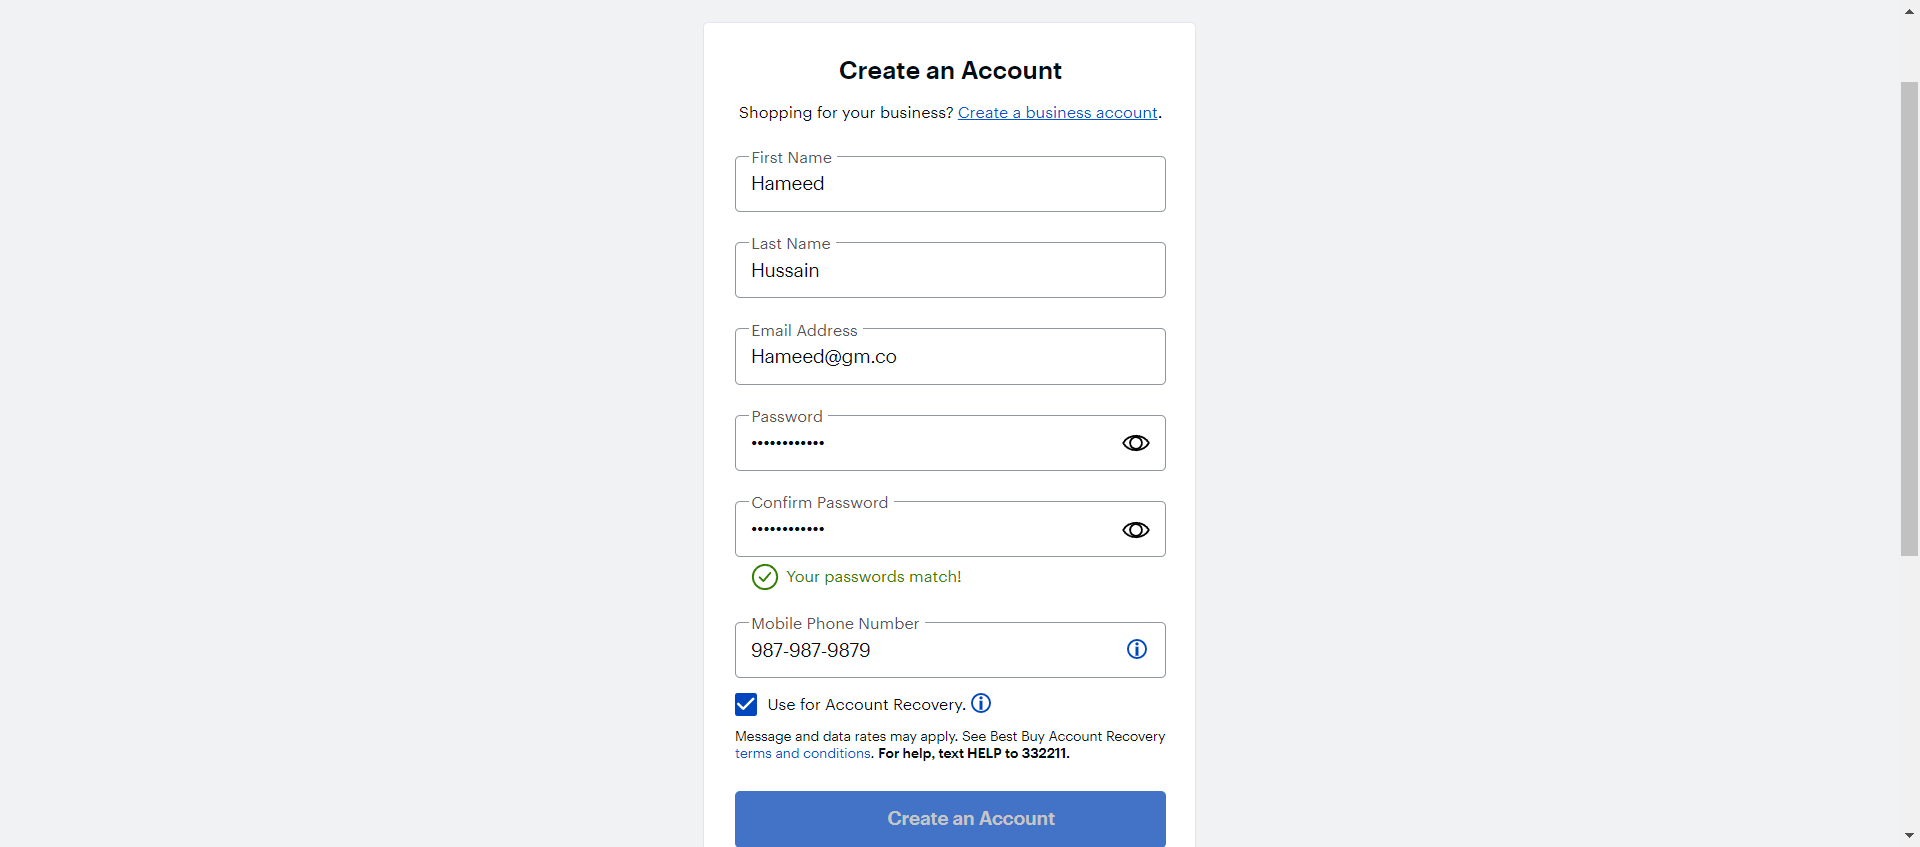 Create an Account
Shopping for your business? Create a business account.
First Name
Hameed
Last Name
Hussain
Email Address
Hameed@gm.co
Password
••••••••••••
Confirm Password
••••••••••••
Your passwords match!
Mobile Phone Number
987-987-9879
Use for Account Recovery.
Message and data rates may apply. See Best Buy Account Recovery
terms and conditions. For help, text HELP to 332211.
Create an Account